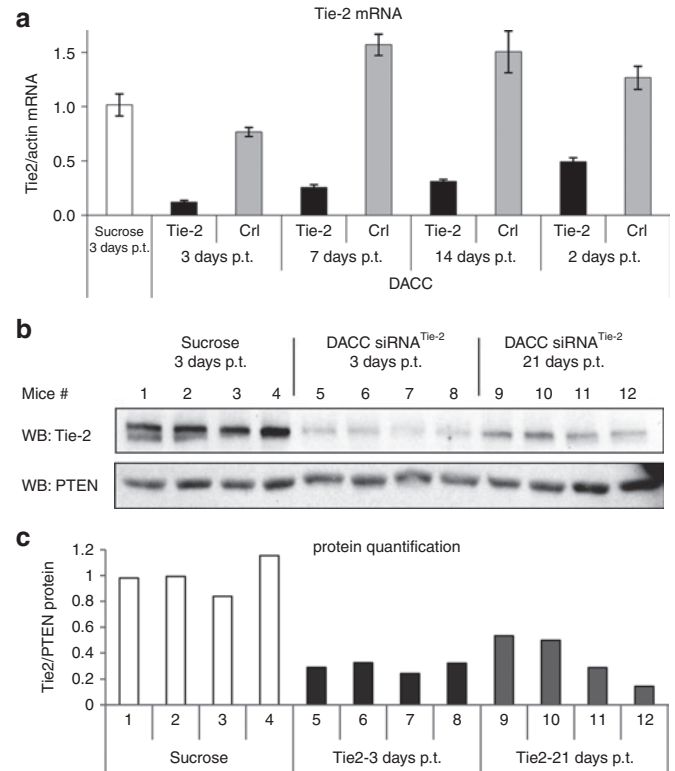 a
Tie-2 mRNA
Tie2/actin mRNA
1.5
1.0
0.5
0.0
Sucrose
3 days p.t.
Tie-2 Crl Tie-2 Crl Tie-2 Crl Tie-2 Crl
3 days p.t. 7 days p.t. 14 days p.t. 2 days p.t.
DACC
b
Sucrose DACC siRNATie-2 DACC siRNATie-2
3 days p.t. 3 days p.t. 21 days p.t.
Mice # 1 2 3 4 5 6 7 8 9 10 11 12
WB: Tie-2
WB: PTEN
c
protein quantification
Tie2/PTEN protein
1.2
1
0.8
0.6
0.4
0.2
0
1 2 3 4 5 6 7 8 9 10 11 12
Sucrose Tie2-3 days p.t. Tie2-21 days p.t.